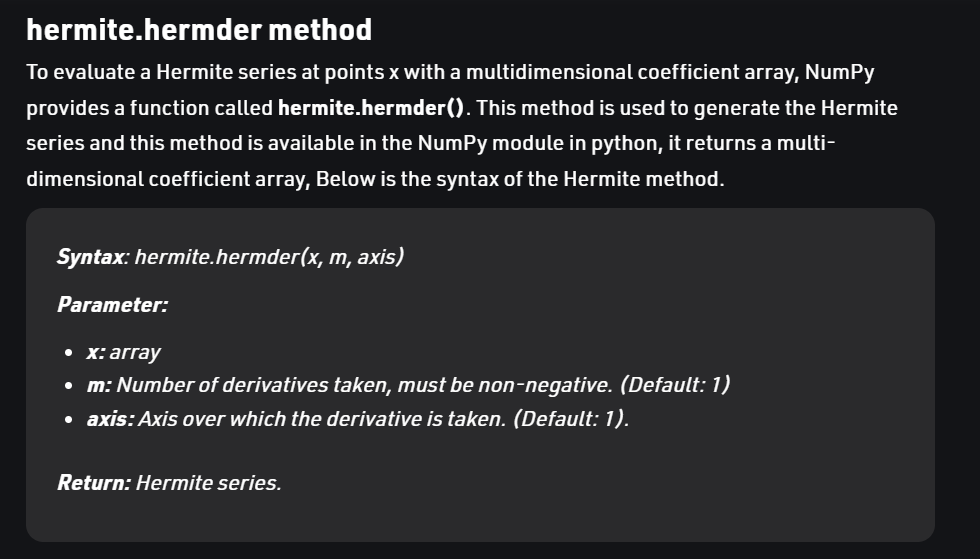 hermite.hermder method
To evaluate a Hermite series at points x with a multidimensional coefficient array, NumPy
provides a function called hermite.hermder(). This method is used to generate the Hermite
series and this method is available in the NumPy module in python, it returns a multi-
dimensional coefficient array, Below is the syntax of the Hermite method.
Syntax: hermite.hermder(x, m, axis)
Parameter:
• x: array
• m: Number of derivatives taken, must be non-negative. (Default: 1)
• axis: Axis over which the derivative is taken. (Default: 1).
Return: Hermite series.